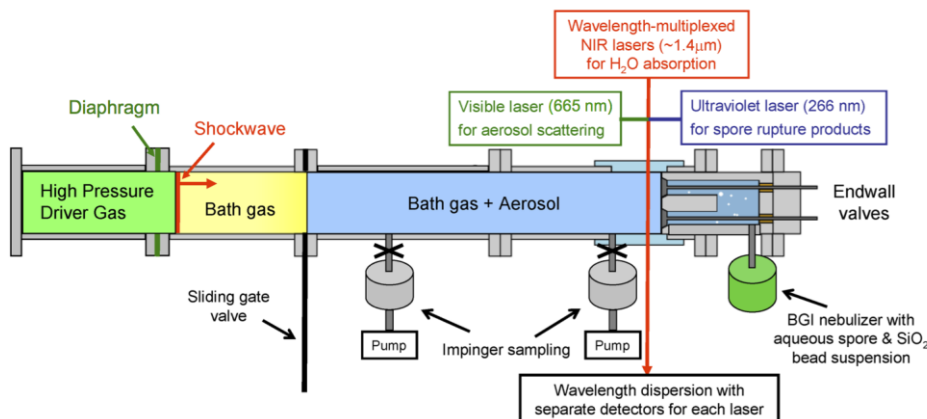 Wavelength-multiplexed
NIR lasers (~1.4μm)
for H₂O absorption
Visible laser (665 nm)
for aerosol scattering
Ultraviolet laser (266 nm)
for spore rupture products
Diaphragm
Shockwave
High Pressure
Driver Gas
Bath gas
Bath gas + Aerosol
Endwall
valves
Sliding gate
valve
Pump
Impinger sampling
Pump
BGI nebulizer with
aqueous spore & SiO₂
bead suspension
Wavelength dispersion with
separate detectors for each laser